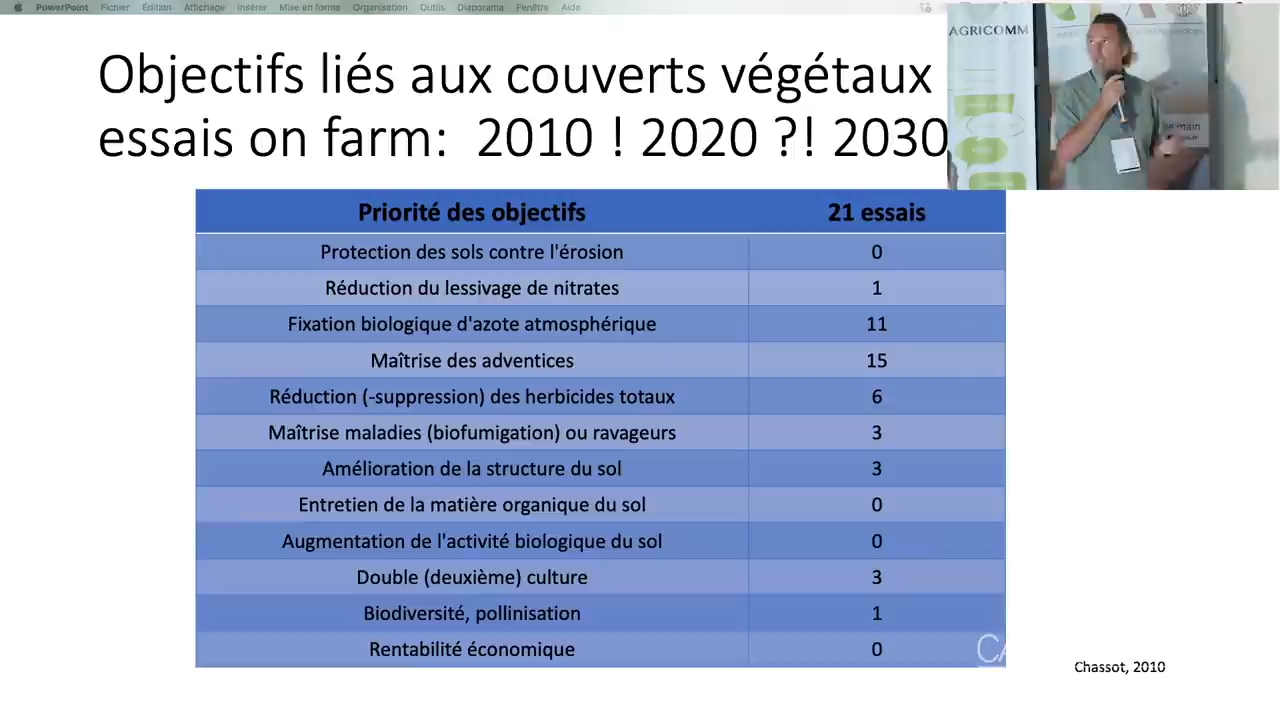 PowerPoint Fichier Édition Affichage Insérer Mise en forme Organisation Outils Diaporama Fenêtre Aide
AGRICOMM
Objectifs liés aux couverts végétaux
essais on farm: 2010 ! 2020 ?! 2030
main
Priorité des objectifs 21 essais
Protection des sols contre l'érosion 0
Réduction du lessivage de nitrates 1
Fixation biologique d'azote atmosphérique 11
Maîtrise des adventices 15
Réduction (-suppression) des herbicides totaux 6
Maîtrise maladies (biofumigation) ou ravageurs 3
Amélioration de la structure du sol 3
Entretien de la matière organique du sol 0
Augmentation de l'activité biologique du sol 0
Double (deuxième) culture 3
Biodiversité, pollinisation 1
Rentabilité économique 0
Chassot, 2010